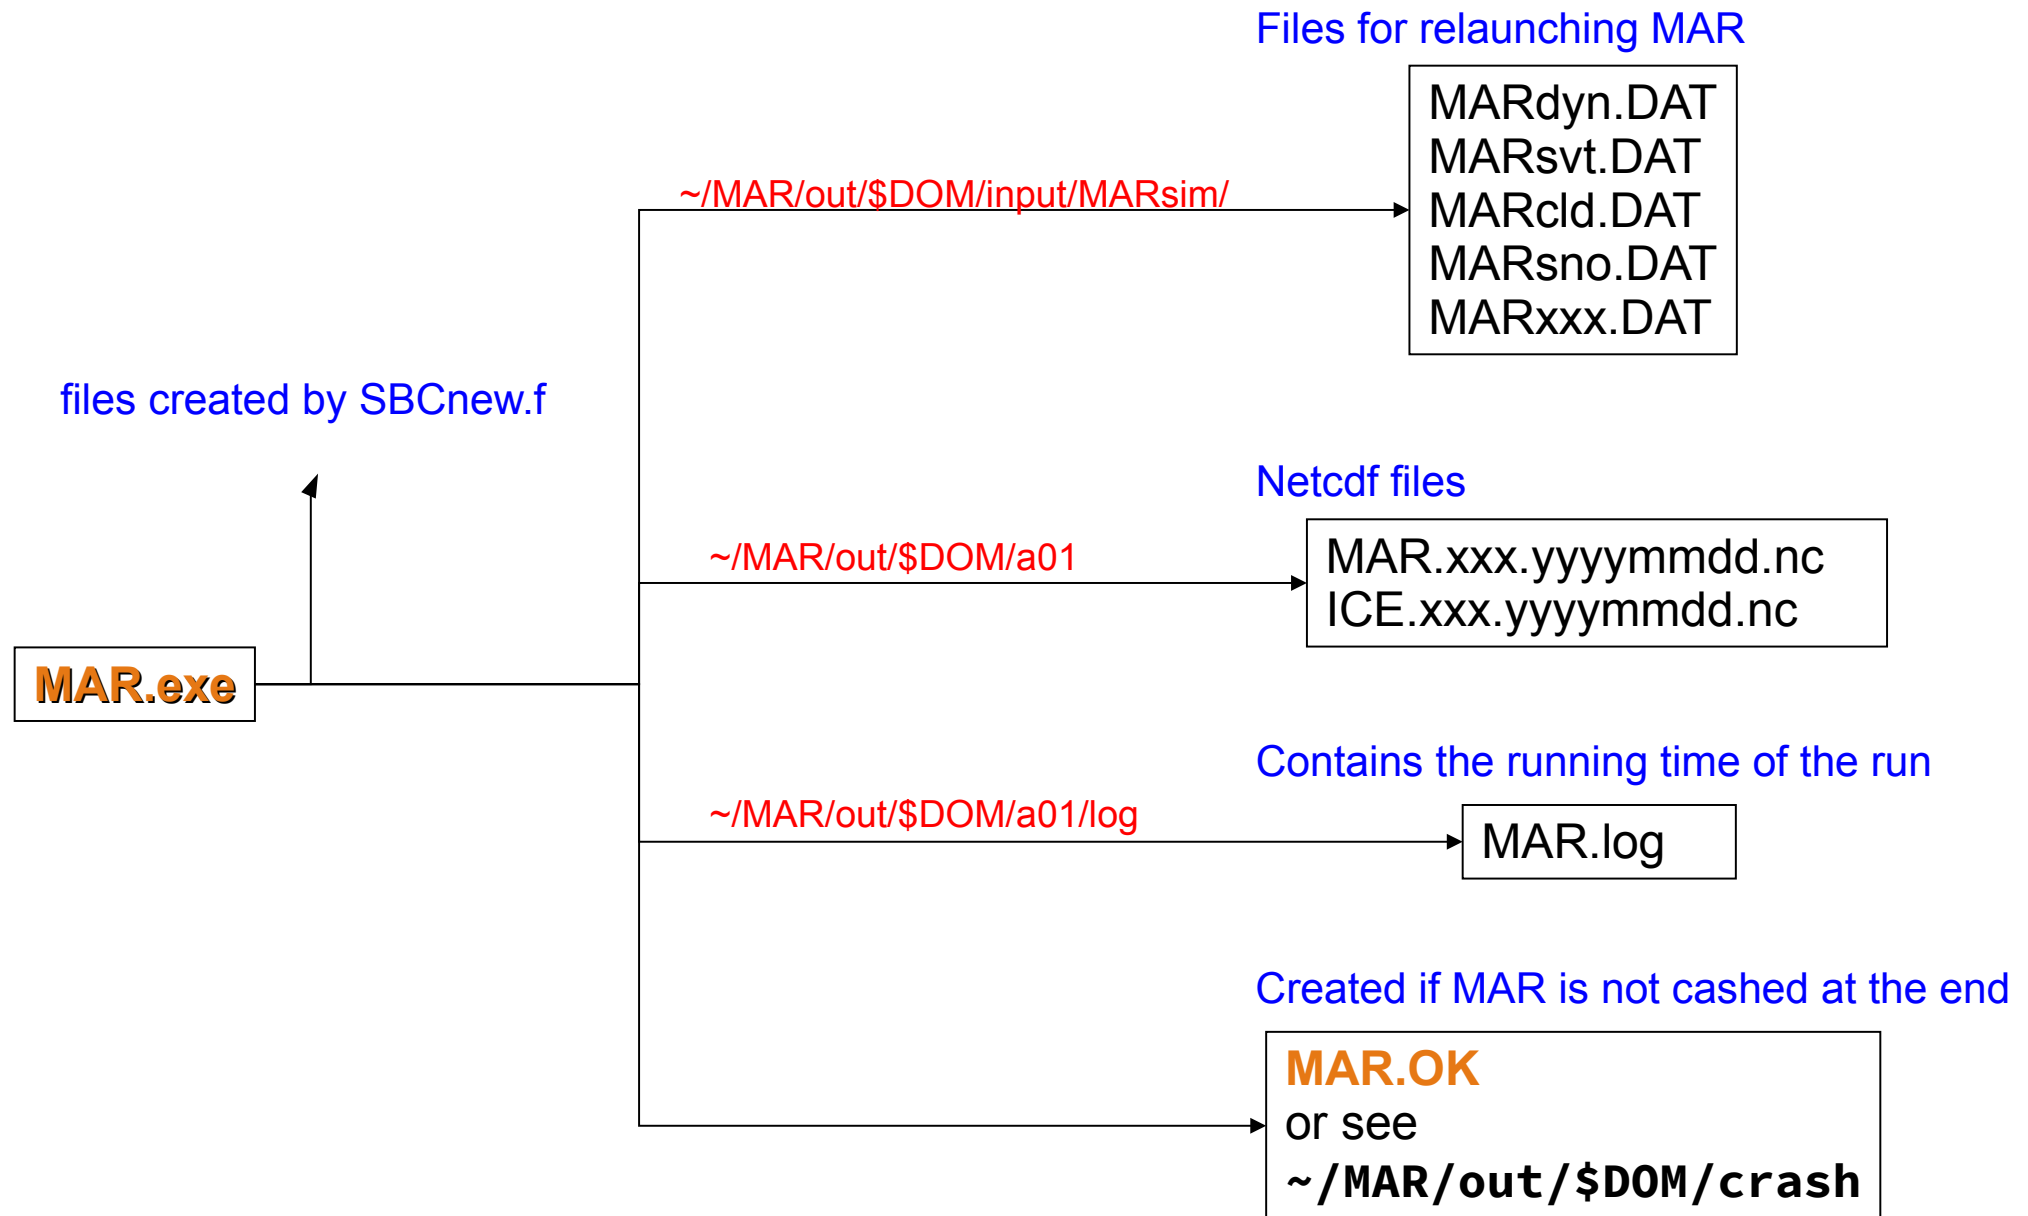 Files for relaunching MAR
MARdyn.DAT
MARsvt.DAT
MARcld.DAT
MARsno.DAT
MARxxx.DAT
~/MAR/out/$DOM/input/MARsim/
files created by SBCnew.f
Netcdf files
~/MAR/out/$DOM/a01
MAR.xxx.yyyymmdd.nc
ICE.xxx.yyyymmdd.nc
MAR.exe
Contains the running time of the run
~/MAR/out/$DOM/a01/log
MAR.log
Created if MAR is not cashed at the end
MAR.OK
or see
~/MAR/out/$DOM/crash